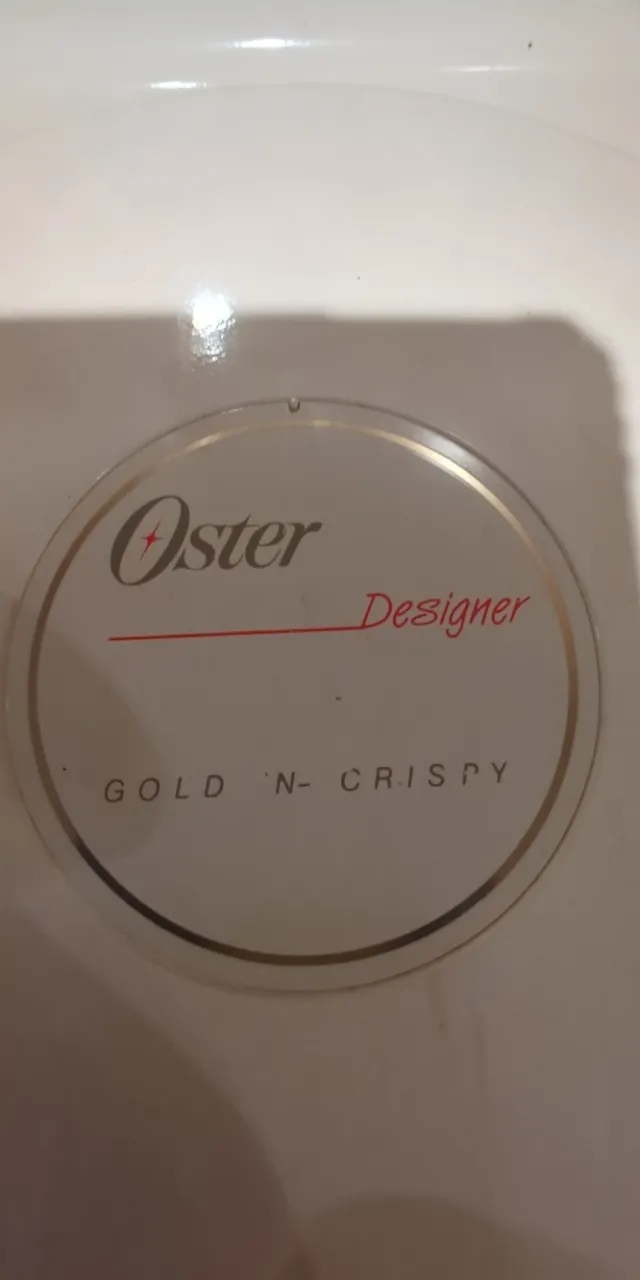 Oster
Designer
GOLD 'N- CRISPY